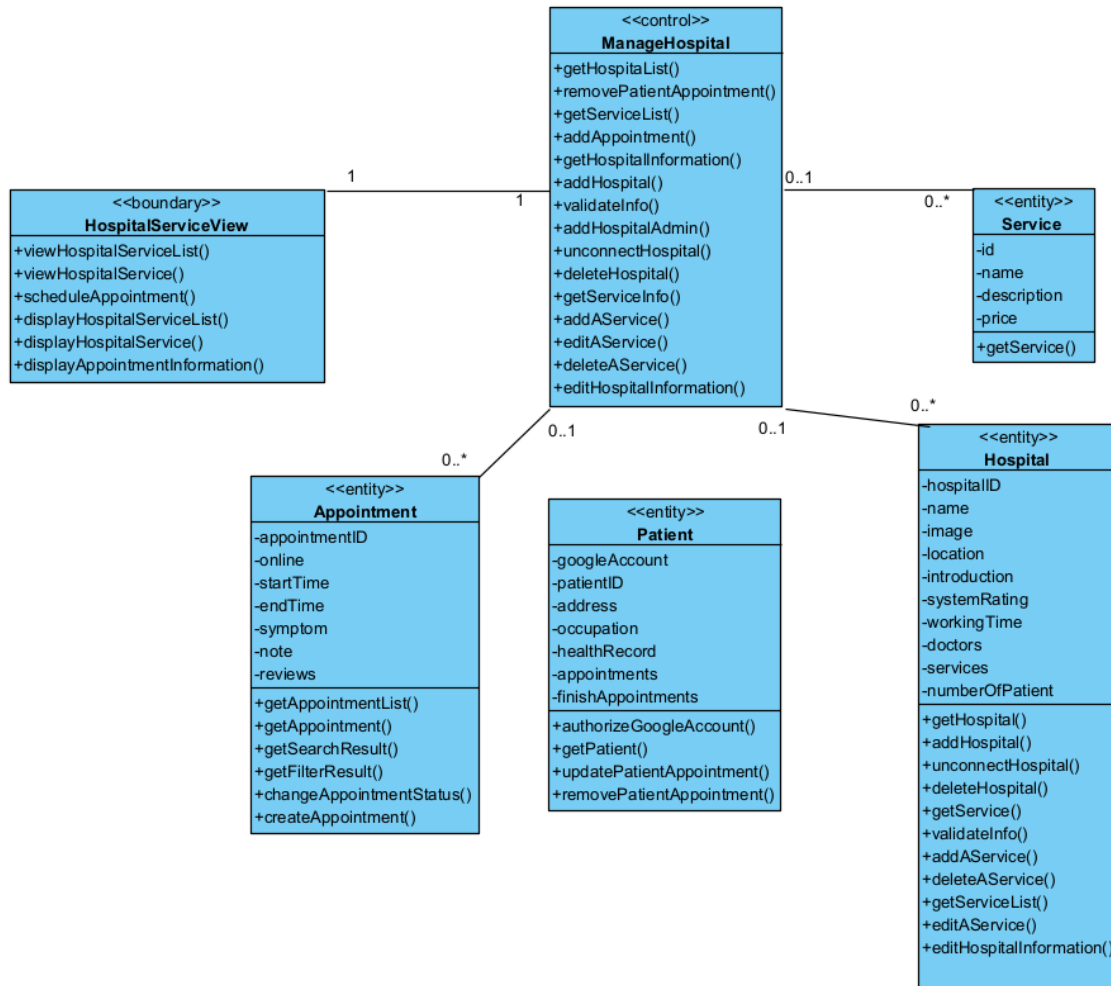 <<control>>
ManageHospital
+getHospitaList()
+removePatientAppointment()
+getServiceList()
+addAppointment()
+getHospitalInformation()
+addHospital()
+validateInfo()
+addHospitalAdmin()
+unconnectHospital()
+deleteHospital()
+getServiceInfo()
+addAService()
+editAService()
+deleteAService()
+editHospitalInformation()
1
1
0..1
0..*
<<boundary>>
HospitalServiceView
+viewHospitalServiceList()
+viewHospitalService()
+scheduleAppointment()
+displayHospitalServiceList()
+displayHospitalService()
+displayAppointmentInformation()
<<entity>>
Service
-id
-name
-description
-price
+getService()
0..1
0..*
0..1
0..*
<<entity>>
Appointment
-appointmentID
-online
-startTime
-endTime
-symptom
-note
-reviews
+getAppointmentList()
+getAppointment()
+getSearchResult()
+getFilterResult()
+changeAppointmentStatus()
+createAppointment()
<<entity>>
Patient
-googleAccount
-patientID
-address
-occupation
-healthRecord
-appointments
-finishAppointments
+authorizeGoogleAccount()
+getPatient()
+updatePatientAppointment()
+removePatientAppointment()
<<entity>>
Hospital
-hospitalID
-name
-image
-location
-introduction
-systemRating
-workingTime
-doctors
-services
-numberOfPatient
+getHospital()
+addHospital()
+unconnectHospital()
+deleteHospital()
+getService()
+validateInfo()
+addAService()
+deleteAService()
+getServiceList()
+editAService()
+editHospitalInformation()